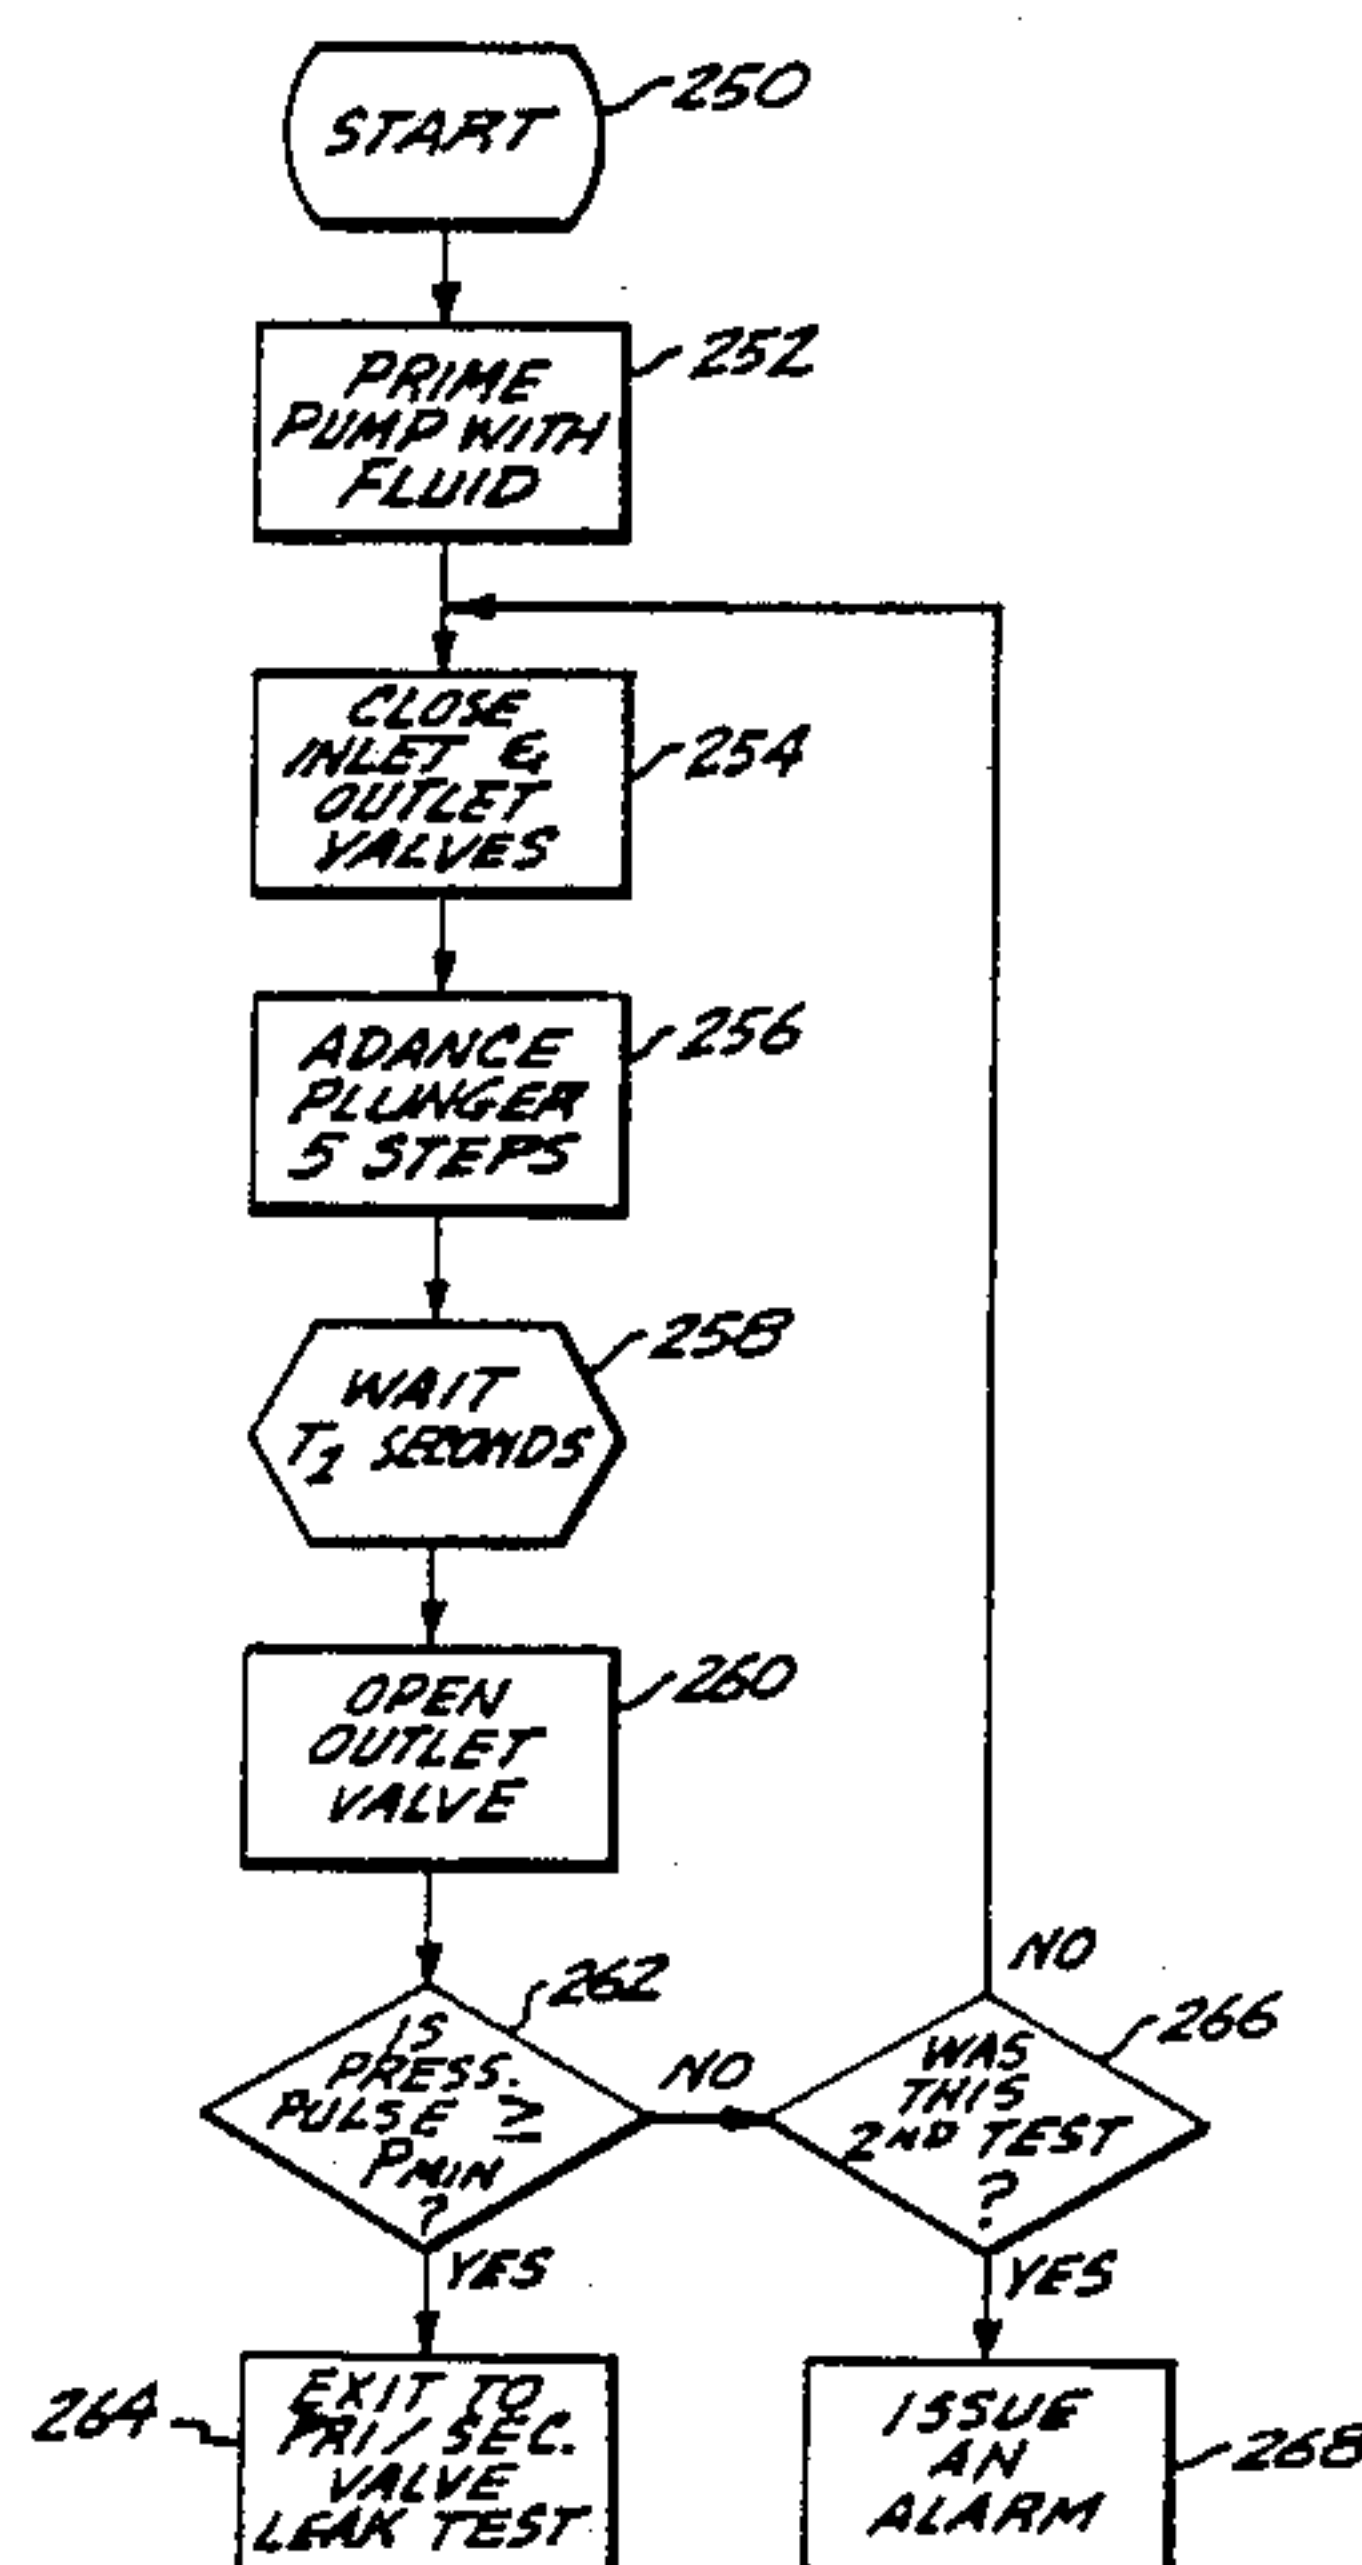 START
250
PRIME
PUMP WITH
FLUID
252
CLOSE
INLET &
OUTLET
VALVES
254
ADANCE
PLUNGER
5 STEPS
256
WAIT
T1 SECONDS
258
OPEN
OUTLET
VALVE
260
IS
PRESS.
PULSE ≥
PMIN
?
262
NO
YES
WAS
THIS
2ND TEST
?
266
NO
YES
EXIT TO
PRI/SEC.
VALVE
LEAK TEST
264
ISSUE
AN
ALARM
268